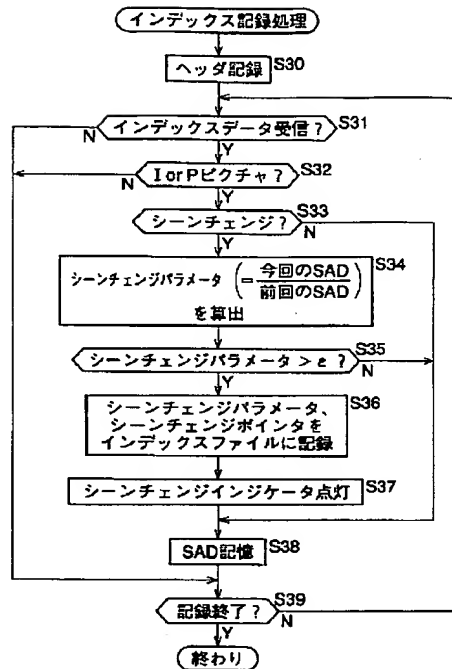 インデックス記録処理
ヘッダ記録 S30
インデックスデータ受信? S31
N
Y
IorPピクチャ? S32
N
Y
シーンチェンジ? S33
N
Y
シーンチェンジパラメータ (=今回のSAD/前回のSAD) S34
を算出
シーンチェンジパラメータ > e ? S35
N
Y
シーンチェンジパラメータ、 S36
シーンチェンジポインタを
インデックスファイルに記録
シーンチェンジインジケータ点灯 S37
SAD記憶 S38
記録終了? S39
N
Y
終わり